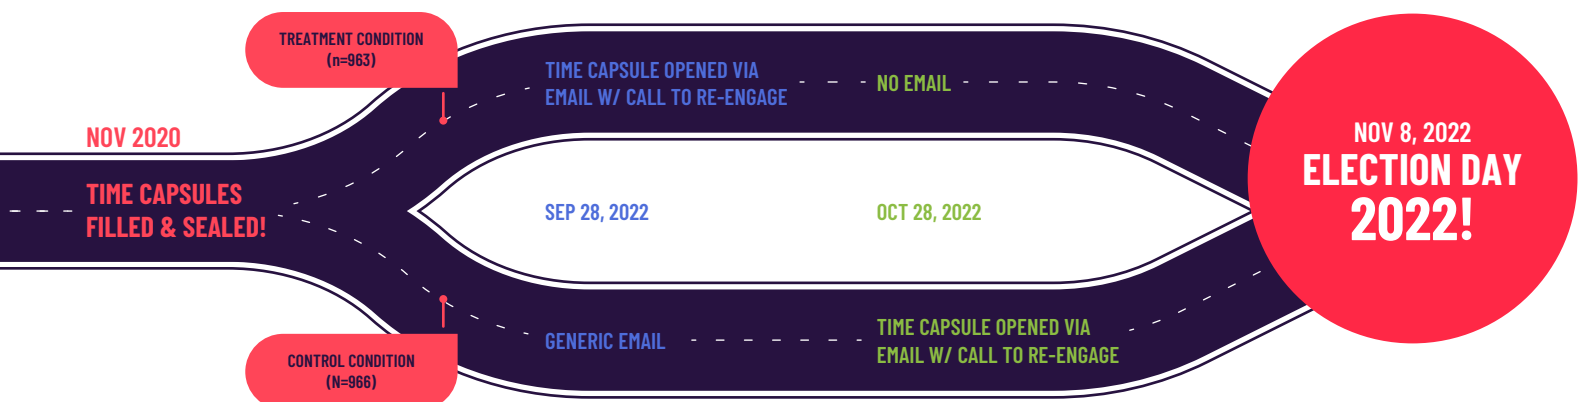 TREATMENT CONDITION
(n=963)
TIME CAPSULE OPENED VIA
EMAIL W/ CALL TO RE-ENGAGE
NO EMAIL
NOV 2020
TIME CAPSULES
FILLED & SEALED!
SEP 28, 2022
OCT 28, 2022
NOV 8, 2022
ELECTION DAY
2022!
CONTROL CONDITION
(N=966)
GENERIC EMAIL
TIME CAPSULE OPENED VIA
EMAIL W/ CALL TO RE-ENGAGE